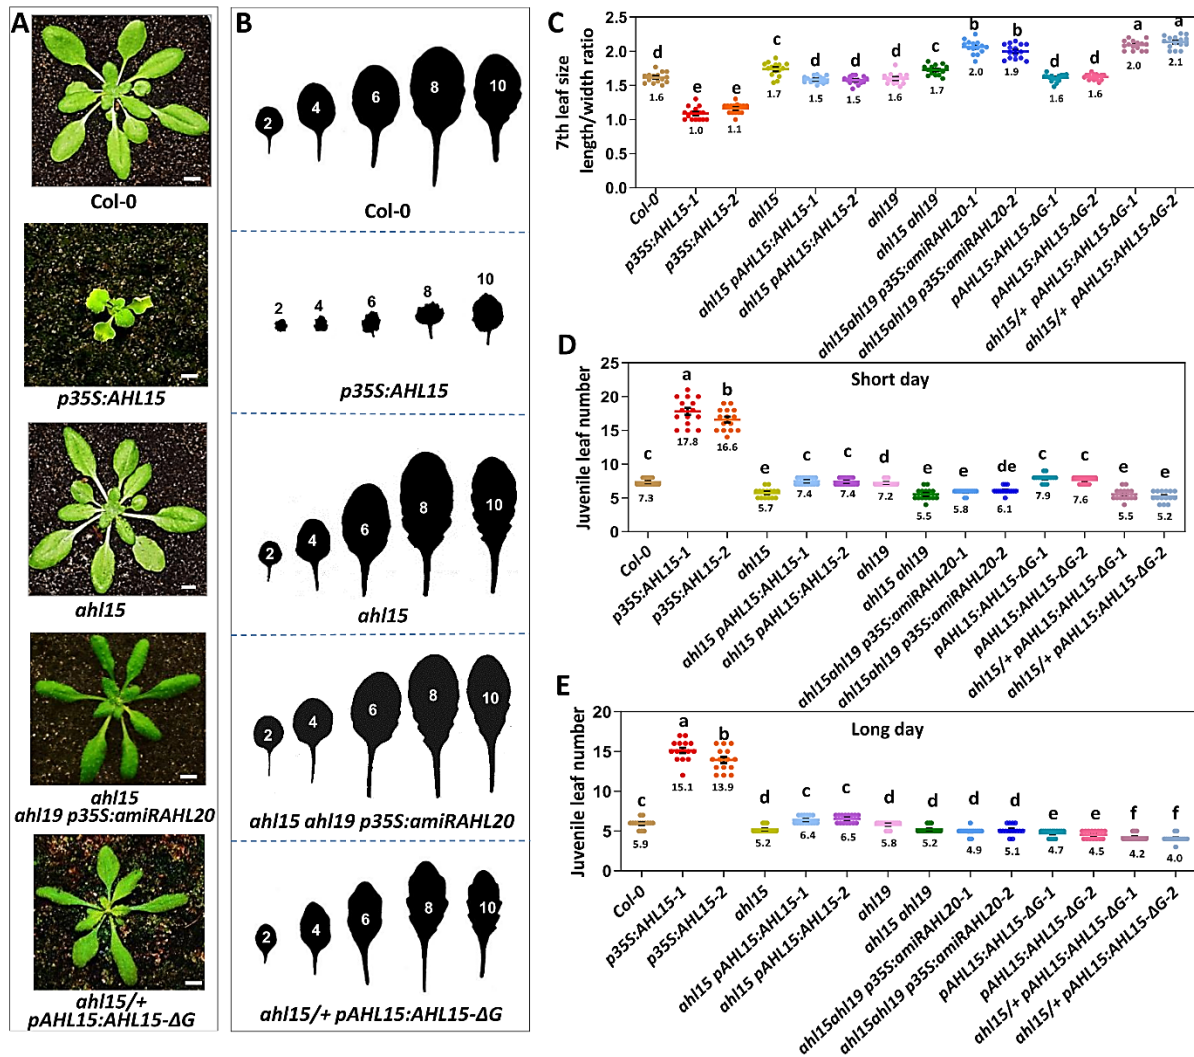 A
Col-0
p35S:AHL15
ahl15
ahl15
ahl19 p35S:amiRAHL20
ahl15/+
pAHL15:AHL15-ΔG
B
2 4 6 8 10
Col-0
2 4 6 8 10
p35S:AHL15
2 4 6 8 10
ahl15
2 4 6 8 10
ahl15 ahl19 p35S:amiRAHL20
2 4 6 8 10
ahl15/+ pAHL15:AHL15-ΔG
C
7th leaf size
length/width ratio
2.5
2.0
1.5
1.0
0.5
0.0
d e e c d d d c b b d d a a
1.6 1.0 1.1 1.7 1.5 1.5 1.6 1.7 2.0 1.9 1.6 1.6 2.0 2.1
Col-0
p35S:AHL15-1
p35S:AHL15-2
ahl15
ahl15 pAHL15:AHL15-1
ahl15 pAHL15:AHL15-2
ahl19
ahl15 ahl19
ahl15ahl19 p35S:amiRAHL20-1
ahl15ahl19 p35S:amiRAHL20-2
pAHL15:AHL15-ΔG-1
pAHL15:AHL15-ΔG-2
ahl15/+ pAHL15:AHL15-ΔG-1
ahl15/+ pAHL15:AHL15-ΔG-2
D
Short day
Juvenile leaf number
25
20
15
10
5
0
c a b e c c d e e de c c e e
7.3 17.8 16.6 5.7 7.4 7.4 7.2 5.5 5.8 6.1 7.9 7.6 5.5 5.2
Col-0
p35S:AHL15-1
p35S:AHL15-2
ahl15
ahl15 pAHL15:AHL15-1
ahl15 pAHL15:AHL15-2
ahl19
ahl15 ahl19
ahl15ahl19 p35S:amiRAHL20-1
ahl15ahl19 p35S:amiRAHL20-2
pAHL15:AHL15-ΔG-1
pAHL15:AHL15-ΔG-2
ahl15/+ pAHL15:AHL15-ΔG-1
ahl15/+ pAHL15:AHL15-ΔG-2
E
Long day
Juvenile leaf number
20
15
10
5
0
c a b d c c d d d d e e f f
5.9 15.1 13.9 5.2 6.4 6.5 5.8 5.2 4.9 5.1 4.7 4.5 4.2 4.0
Col-0
p35S:AHL15-1
p35S:AHL15-2
ahl15
ahl15 pAHL15:AHL15-1
ahl15 pAHL15:AHL15-2
ahl19
ahl15 ahl19
ahl15ahl19 p35S:amiRAHL20-1
ahl15ahl19 p35S:amiRAHL20-2
pAHL15:AHL15-ΔG-1
pAHL15:AHL15-ΔG-2
ahl15/+ pAHL15:AHL15-ΔG-1
ahl15/+ pAHL15:AHL15-ΔG-2